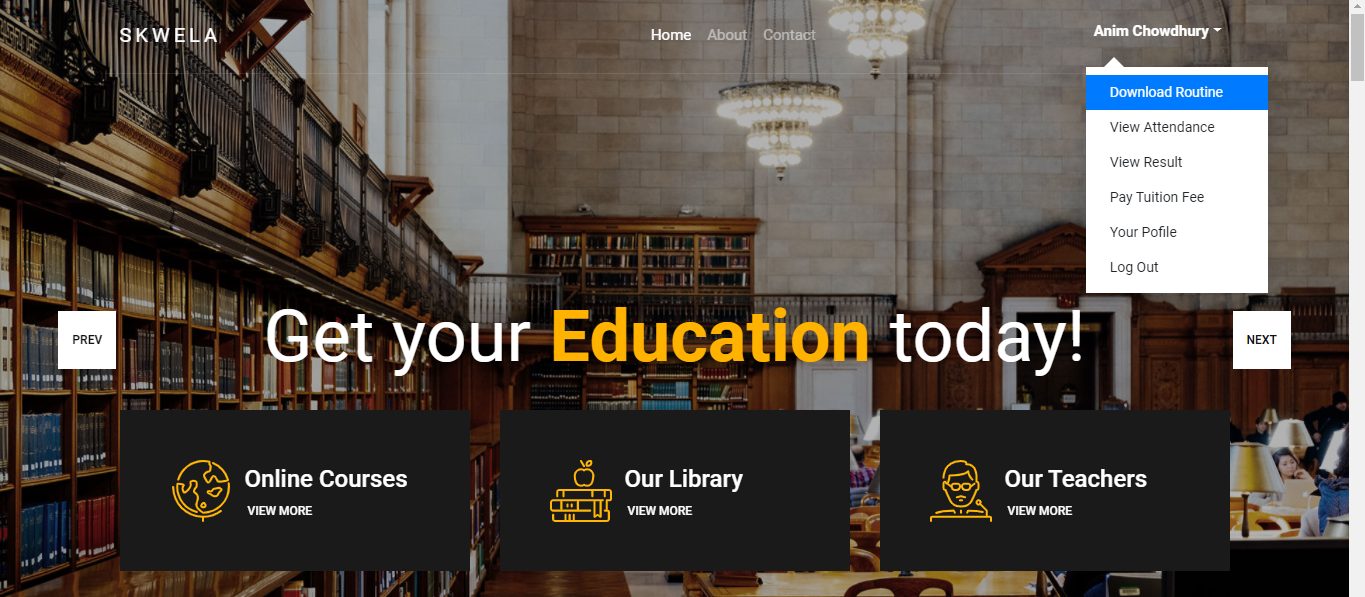 SKWELA
Home About Contact
Anim Chowdhury
Download Routine
View Attendance
View Result
Pay Tuition Fee
Your Pofile
Log Out
PREV
Get your Education today!
NEXT
Online Courses
VIEW MORE
Our Library
VIEW MORE
Our Teachers
VIEW MORE